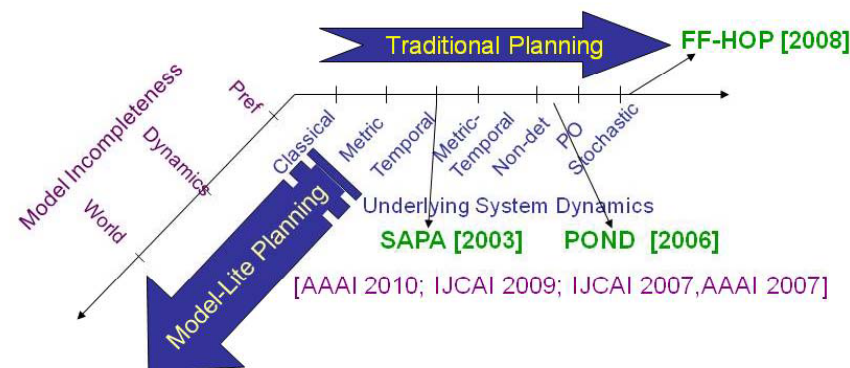 Traditional Planning
FF-HOP [2008]
Model Incompleteness
Pref
Dynamics
World
Classical
Metric
Temporal
Metric-
Temporal
Non-det
PO
Stochastic
Underlying System Dynamics
Model-Lite Planning
SAPA [2003]
POND [2006]
[AAAI 2010; IJCAI 2009; IJCAI 2007,AAAI 2007]